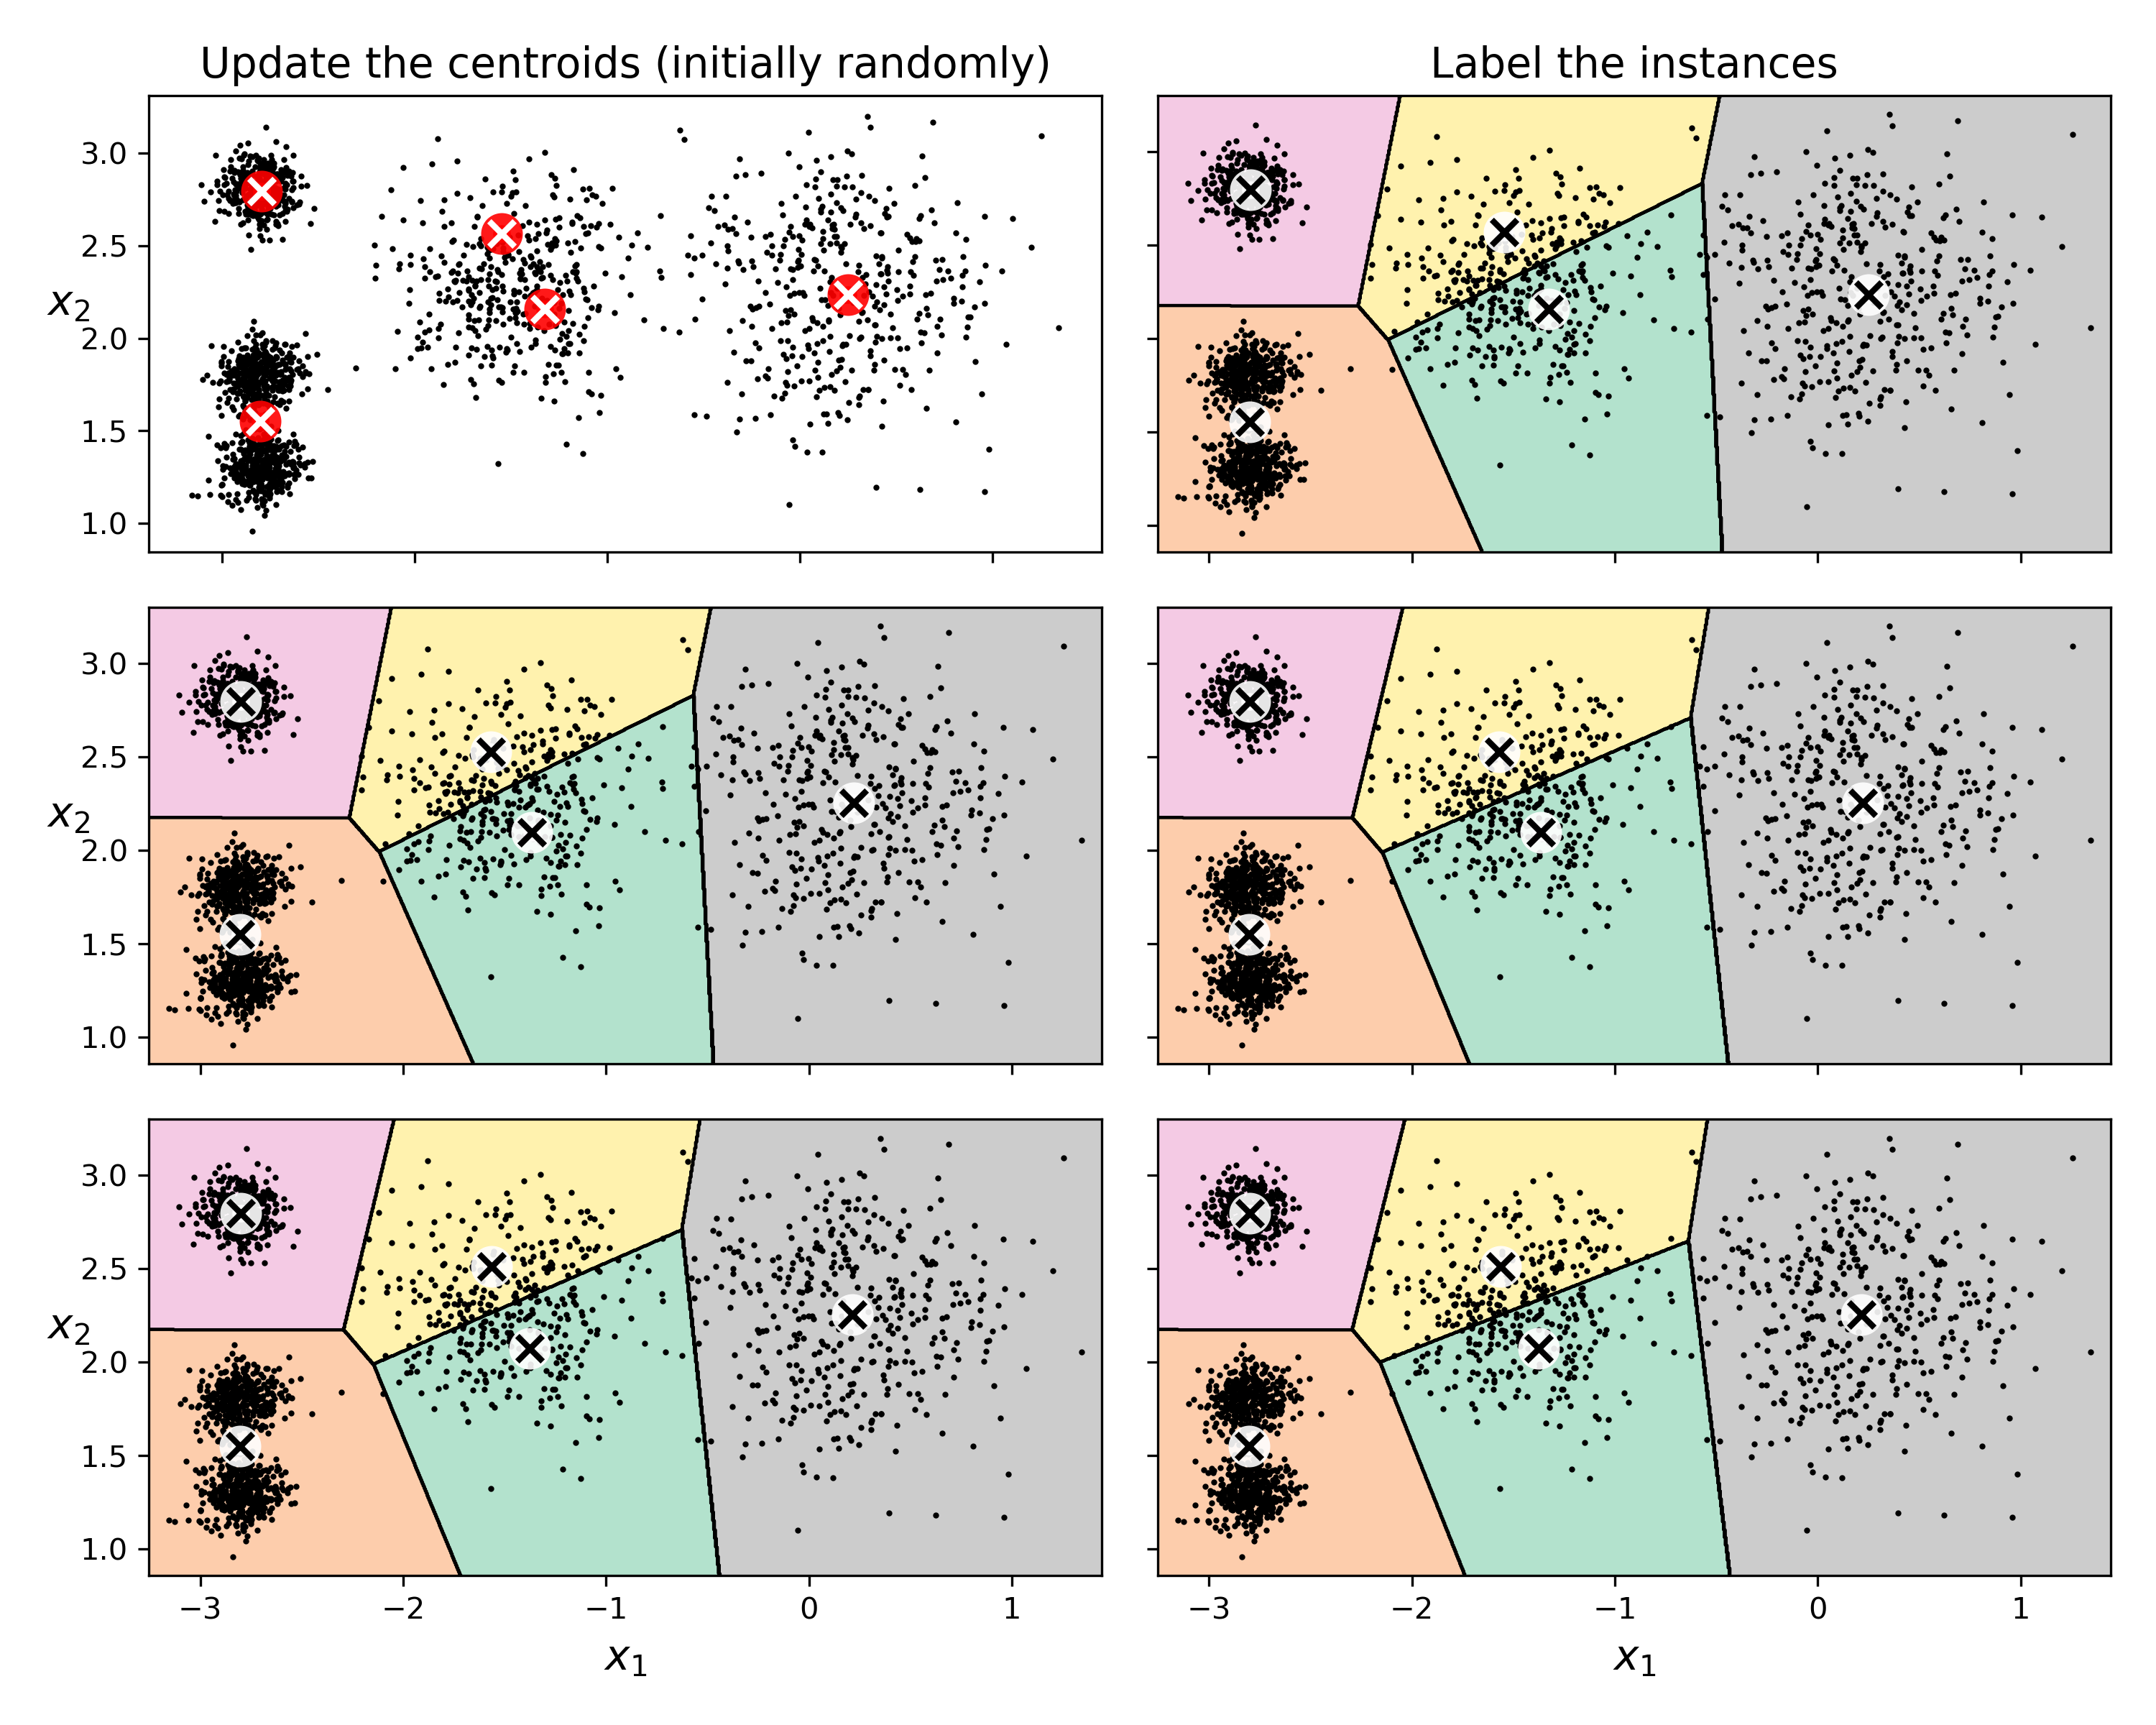 Update the centroids (initially randomly)
Label the instances
3.0
2.5
x₂
2.0
1.5
1.0
3.0
2.5
x₂
2.0
1.5
1.0
3.0
2.5
x₂
2.0
1.5
1.0
−3 −2 −1 0 1
−3 −2 −1 0 1
x₁
x₁